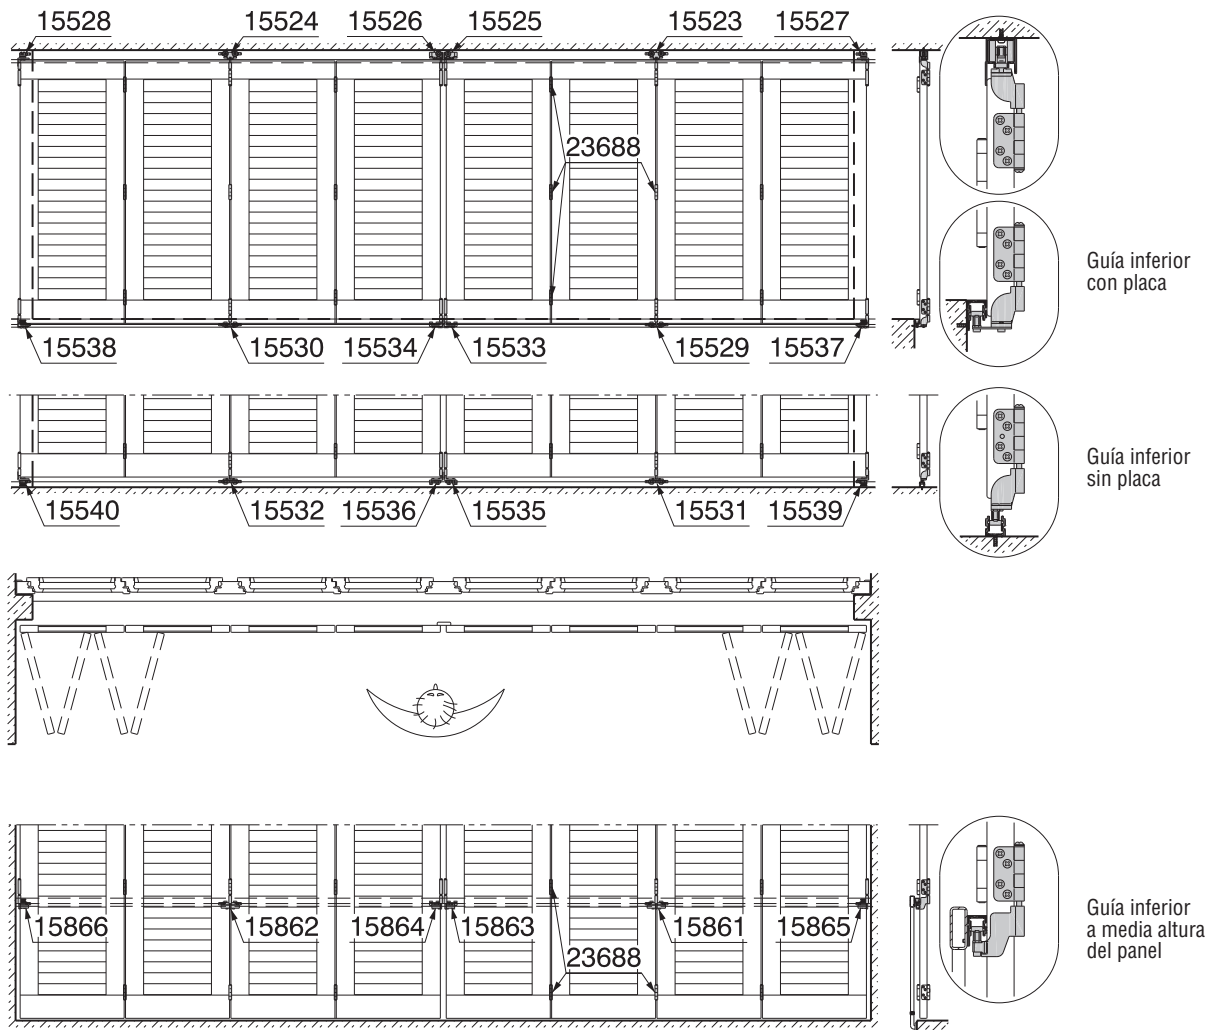 15528 15524 15526 15525 15523 15527
23688
Guía inferior
con placa
15538 15530 15534 15533 15529 15537
Guía inferior
sin placa
15540 15532 15536 15535 15531 15539
15866 15862 15864 15863 15861 15865
23688
Guía inferior
a media altura
del panel